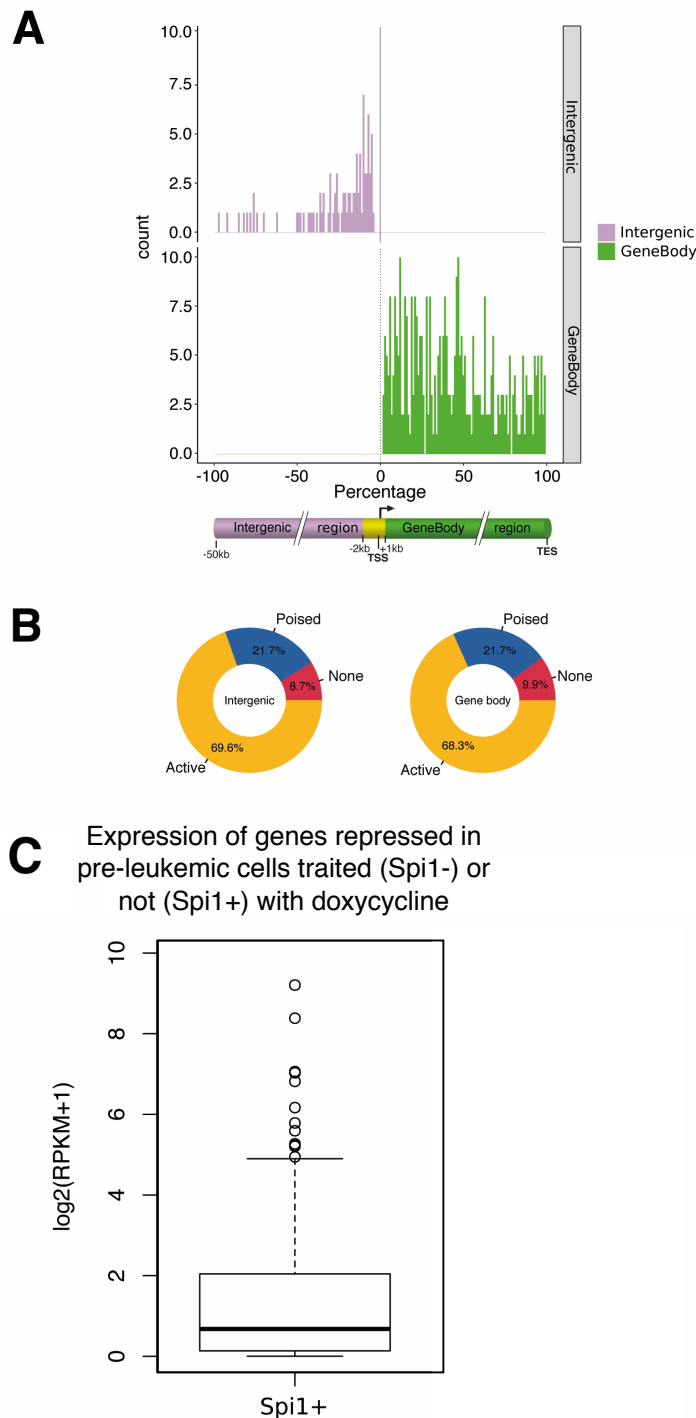 A
10.0
7.5
5.0
2.5
0.0
Intergenic
count
10.0
7.5
5.0
2.5
0.0
GeneBody
Intergenic
GeneBody
-100
-50
0
50
100
Percentage
Intergenic
region
GeneBody
region
-50kb
-2kb
+1kb
TSS
TES
B
Poised
21.7%
None
8.7%
Intergenic
69.6%
Active
Poised
21.7%
None
9.9%
Gene body
68.3%
Active
C
Expression of genes repressed in
pre-leukemic cells traited (Spi1-) or
not (Spi1+) with doxycycline
10
8
6
4
2
0
log2(RPKM+1)
Spi1+